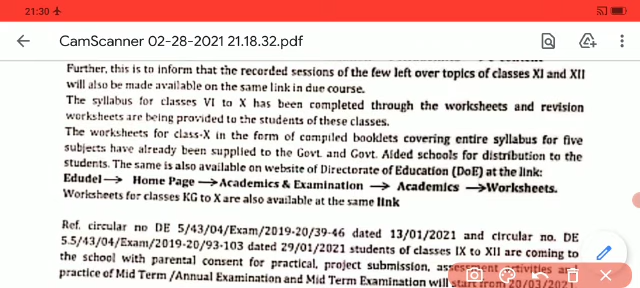 21:30
CamScanner 02-28-2021 21.18.32.pdf
Further, this is to inform that the recorded sessions of the few left over topics of classes XI and XII
will also be made available on the same link in due course.
The syllabus for classes VI to X has been completed through the worksheets and revision
worksheets are being provided to the students of these classes.
The worksheets for class-X in the form of compiled booklets covering entire syllabus for five
subjects have already been supplied to the Govt. and Govt. Aided schools for distribution to the
students. The same is also available on website of Directorate of Education (DoE) at the link:
Edudel→ Home Page →Academics & Examination → Academics →Worksheets.
Worksheets for classes KG to X are also available at the same link
Ref. circular no DE 5/43/04/Exam/2019-20/39-46 dated 13/01/2021 and circular no. DE
5.5/43/04/Exam/2019-20/93-103 dated 29/01/2021 students of classes IX to XII are coming to
the school with parental consent for practical, project submission, assessment activities and
practice of Mid Term /Annual Examination and Mid Term Examination will start from 20/03/2021